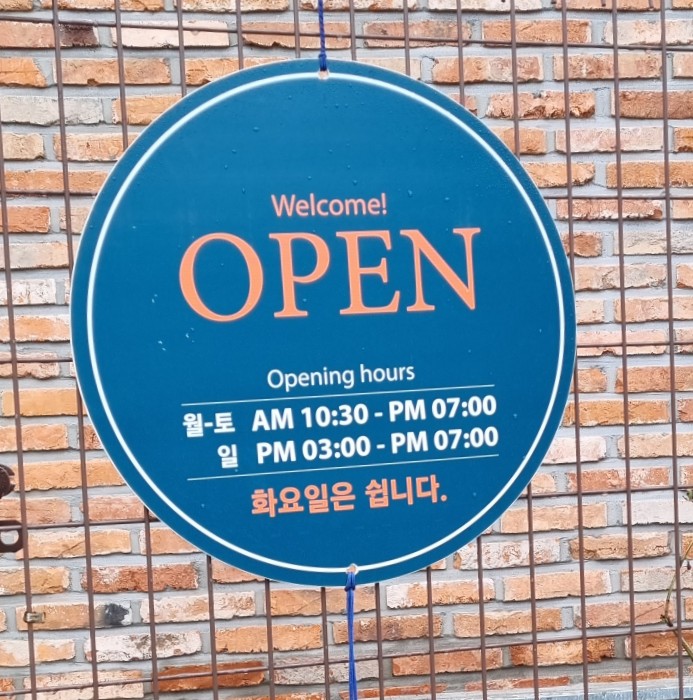 Welcome!
OPEN
Opening hours
월-토 AM 10:30 - PM 07:00
일 PM 03:00 - PM 07:00
화요일은 쉽니다.